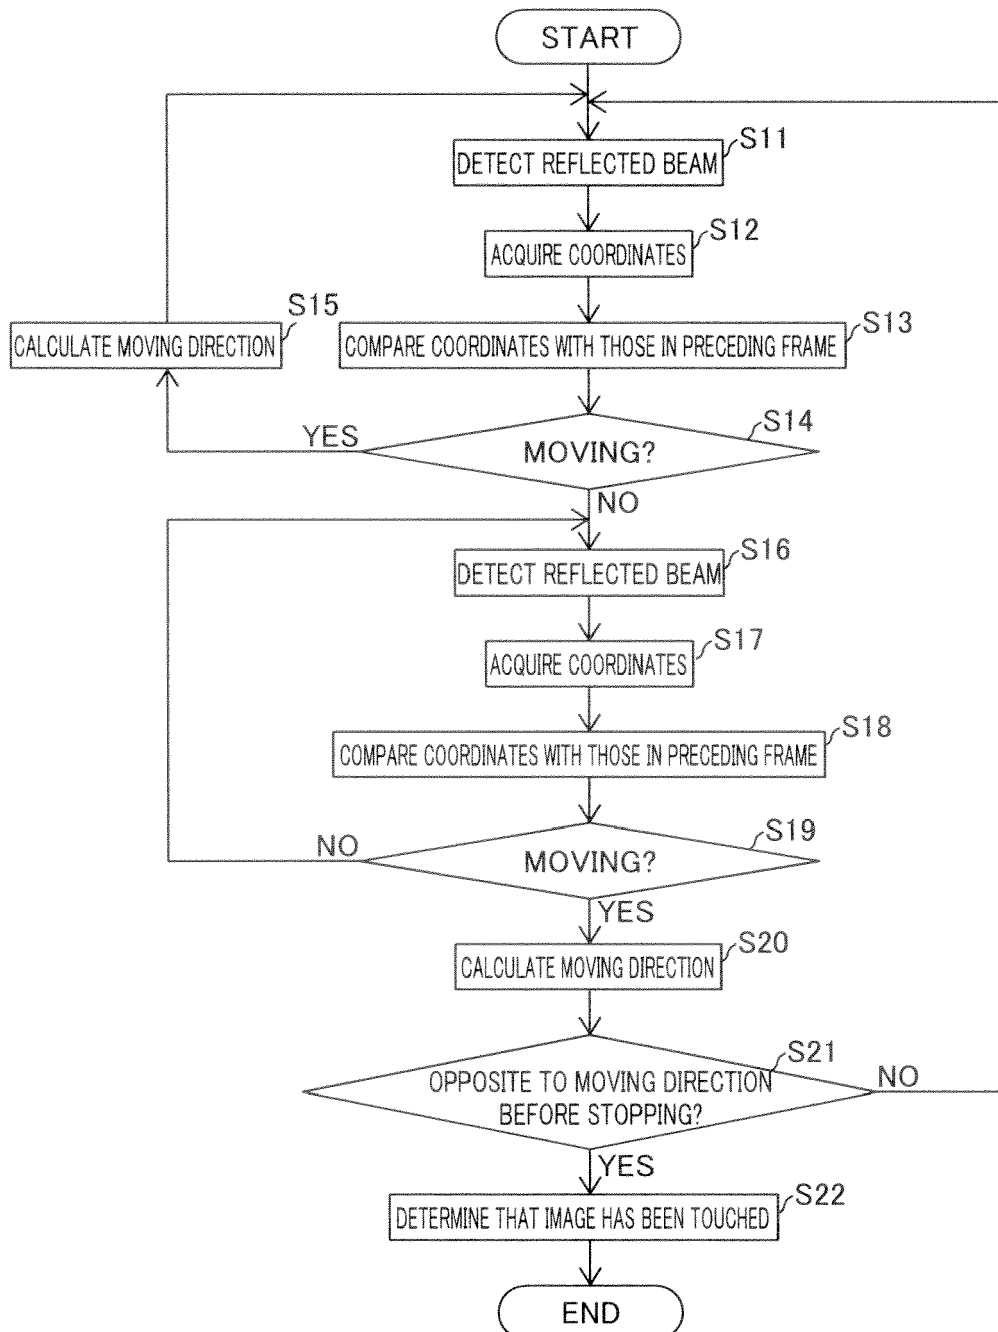 START
S11
DETECT REFLECTED BEAM
S12
ACQUIRE COORDINATES
S15
CALCULATE MOVING DIRECTION
S13
COMPARE COORDINATES WITH THOSE IN PRECEDING FRAME
S14
YES
MOVING?
NO
S16
DETECT REFLECTED BEAM
S17
ACQUIRE COORDINATES
S18
COMPARE COORDINATES WITH THOSE IN PRECEDING FRAME
S19
NO
MOVING?
YES
S20
CALCULATE MOVING DIRECTION
S21
OPPOSITE TO MOVING DIRECTION
BEFORE STOPPING?
NO
YES
S22
DETERMINE THAT IMAGE HAS BEEN TOUCHED
END